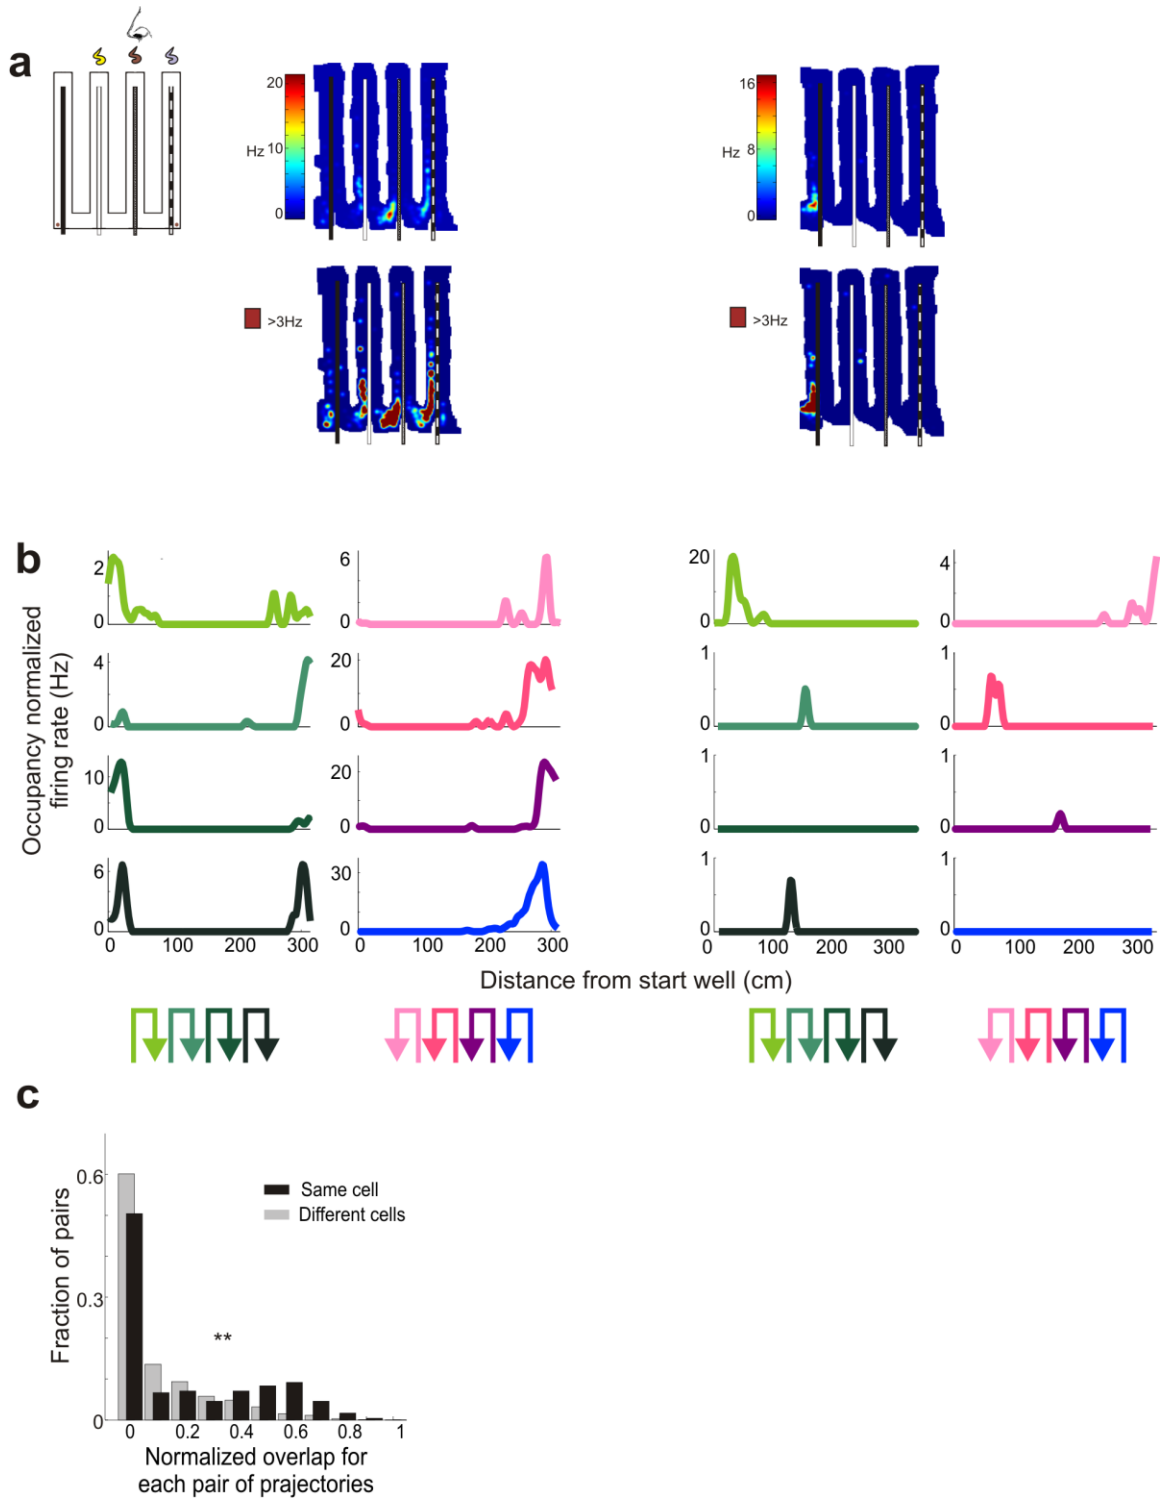 a
20
10
0
Hz
16
8
0
Hz
>3Hz
>3Hz
b
Occupancy normalized
firing rate (Hz)
2
0
6
0
20
0
4
0
4
0
20
0
1
0
1
0
10
0
20
0
1
0
1
0
6
0
30
0
1
0
1
0
0 100 200 300
0 100 200 300
0 100 200 300
0 100 200 300
Distance from start well (cm)
c
Fraction of pairs
0.6
0.3
0
Same cell
Different cells
**
0 0.2 0.4 0.6 0.8 1
Normalized overlap for
each pair of prajectories